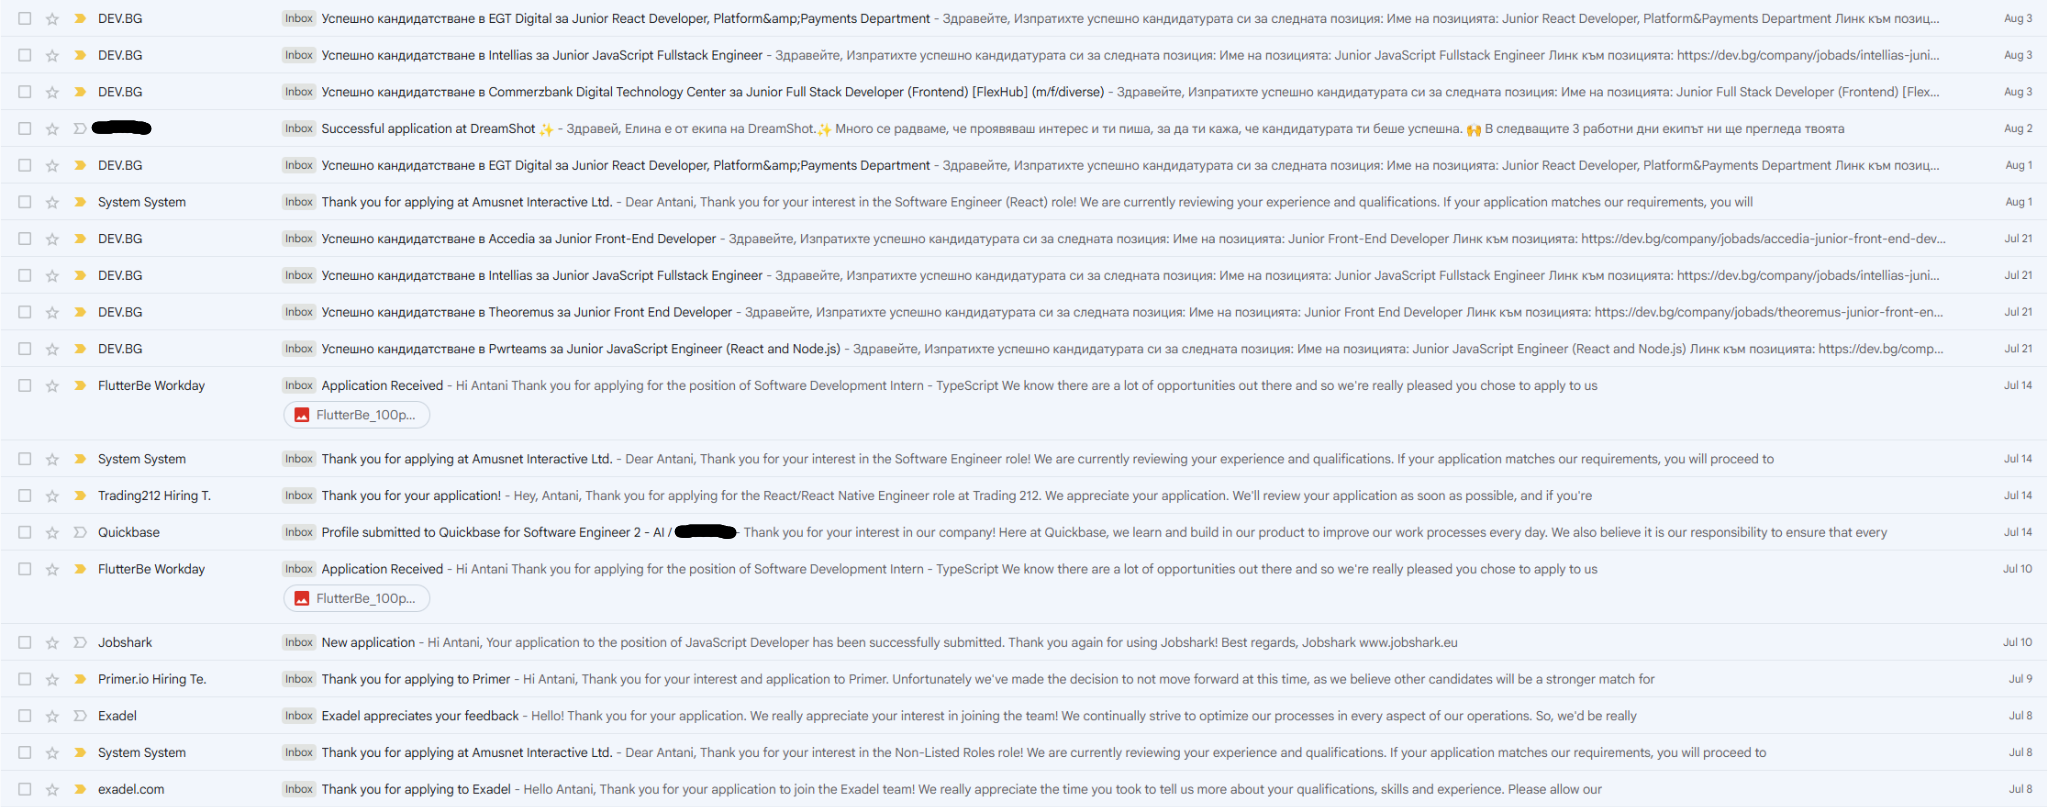 DEV.BG Inbox Успешно кандидатстване в EGT Digital за Junior React Developer, Platform&amp;Payments Department - Здравейте, Изпратихте успешно кандидатурата си за следната позиция: Име на позицията: Junior React Developer, Platform&Payments Department Линк към позиц... Aug 3
DEV.BG Inbox Успешно кандидатстване в Intellias за Junior JavaScript Fullstack Engineer - Здравейте, Изпратихте успешно кандидатурата си за следната позиция: Име на позицията: Junior JavaScript Fullstack Engineer Линк към позицията: https://dev.bg/company/jobads/intellias-juni... Aug 3
DEV.BG Inbox Успешно кандидатстване в Commerzbank Digital Technology Center за Junior Full Stack Developer (Frontend) [FlexHub] (m/f/diverse) - Здравейте, Изпратихте успешно кандидатурата си за следната позиция: Име на позицията: Junior Full Stack Developer (Frontend) [Flex... Aug 3
Inbox Successful application at DreamShot ✨ - Здравей, Елина е от екипа на DreamShot.✨ Много се радваме, че проявяваш интерес и ти пиша, за да ти кажа, че кандидатурата ти беше успешна. 🙌 В следващите 3 работни дни екипът ни ще прегледа твоята Aug 2
DEV.BG Inbox Успешно кандидатстване в EGT Digital за Junior React Developer, Platform&amp;Payments Department - Здравейте, Изпратихте успешно кандидатурата си за следната позиция: Име на позицията: Junior React Developer, Platform&Payments Department Линк към позиц... Aug 1
System System Inbox Thank you for applying at Amusnet Interactive Ltd. - Dear Antani, Thank you for your interest in the Software Engineer (React) role! We are currently reviewing your experience and qualifications. If your application matches our requirements, you will Aug 1
DEV.BG Inbox Успешно кандидатстване в Accedia за Junior Front-End Developer - Здравейте, Изпратихте успешно кандидатурата си за следната позиция: Име на позицията: Junior Front-End Developer Линк към позицията: https://dev.bg/company/jobads/accedia-junior-front-end-dev... Jul 21
DEV.BG Inbox Успешно кандидатстване в Intellias за Junior JavaScript Fullstack Engineer - Здравейте, Изпратихте успешно кандидатурата си за следната позиция: Име на позицията: Junior JavaScript Fullstack Engineer Линк към позицията: https://dev.bg/company/jobads/intellias-juni... Jul 21
DEV.BG Inbox Успешно кандидатстване в Theoremus за Junior Front End Developer - Здравейте, Изпратихте успешно кандидатурата си за следната позиция: Име на позицията: Junior Front End Developer Линк към позицията: https://dev.bg/company/jobads/theoremus-junior-front-en... Jul 21
DEV.BG Inbox Успешно кандидатстване в Pwrteams за Junior JavaScript Engineer (React and Node.js) - Здравейте, Изпратихте успешно кандидатурата си за следната позиция: Име на позицията: Junior JavaScript Engineer (React and Node.js) Линк към позицията: https://dev.bg/comp... Jul 21
FlutterBe Workday Inbox Application Received - Hi Antani Thank you for applying for the position of Software Development Intern - TypeScript We know there are a lot of opportunities out there and so we're really pleased you chose to apply to us Jul 14
FlutterBe_100p...
System System Inbox Thank you for applying at Amusnet Interactive Ltd. - Dear Antani, Thank you for your interest in the Software Engineer role! We are currently reviewing your experience and qualifications. If your application matches our requirements, you will proceed to Jul 14
Trading212 Hiring T. Inbox Thank you for your application! - Hey, Antani, Thank you for applying for the React/React Native Engineer role at Trading 212. We appreciate your application. We'll review your application as soon as possible, and if you're Jul 14
Quickbase Inbox Profile submitted to Quickbase for Software Engineer 2 - AI / - Thank you for your interest in our company! Here at Quickbase, we learn and build in our product to improve our work processes every day. We also believe it is our responsibility to ensure that every Jul 14
FlutterBe Workday Inbox Application Received - Hi Antani Thank you for applying for the position of Software Development Intern - TypeScript We know there are a lot of opportunities out there and so we're really pleased you chose to apply to us Jul 10
FlutterBe_100p...
Jobshark Inbox New application - Hi Antani, Your application to the position of JavaScript Developer has been successfully submitted. Thank you again for using Jobshark! Best regards, Jobshark www.jobshark.eu Jul 10
Primer.io Hiring Te. Inbox Thank you for applying to Primer - Hi Antani, Thank you for your interest and application to Primer. Unfortunately we've made the decision to not move forward at this time, as we believe other candidates will be a stronger match for Jul 9
Exadel Inbox Exadel appreciates your feedback - Hello! Thank you for your application. We really appreciate your interest in joining the team! We continually strive to optimize our processes in every aspect of our operations. So, we'd be really Jul 8
System System Inbox Thank you for applying at Amusnet Interactive Ltd. - Dear Antani, Thank you for your interest in the Non-Listed Roles role! We are currently reviewing your experience and qualifications. If your application matches our requirements, you will proceed to Jul 8
exadel.com Inbox Thank you for applying to Exadel - Hello Antani, Thank you for your application to join the Exadel team! We really appreciate the time you took to tell us more about your qualifications, skills and experience. Please allow our Jul 8